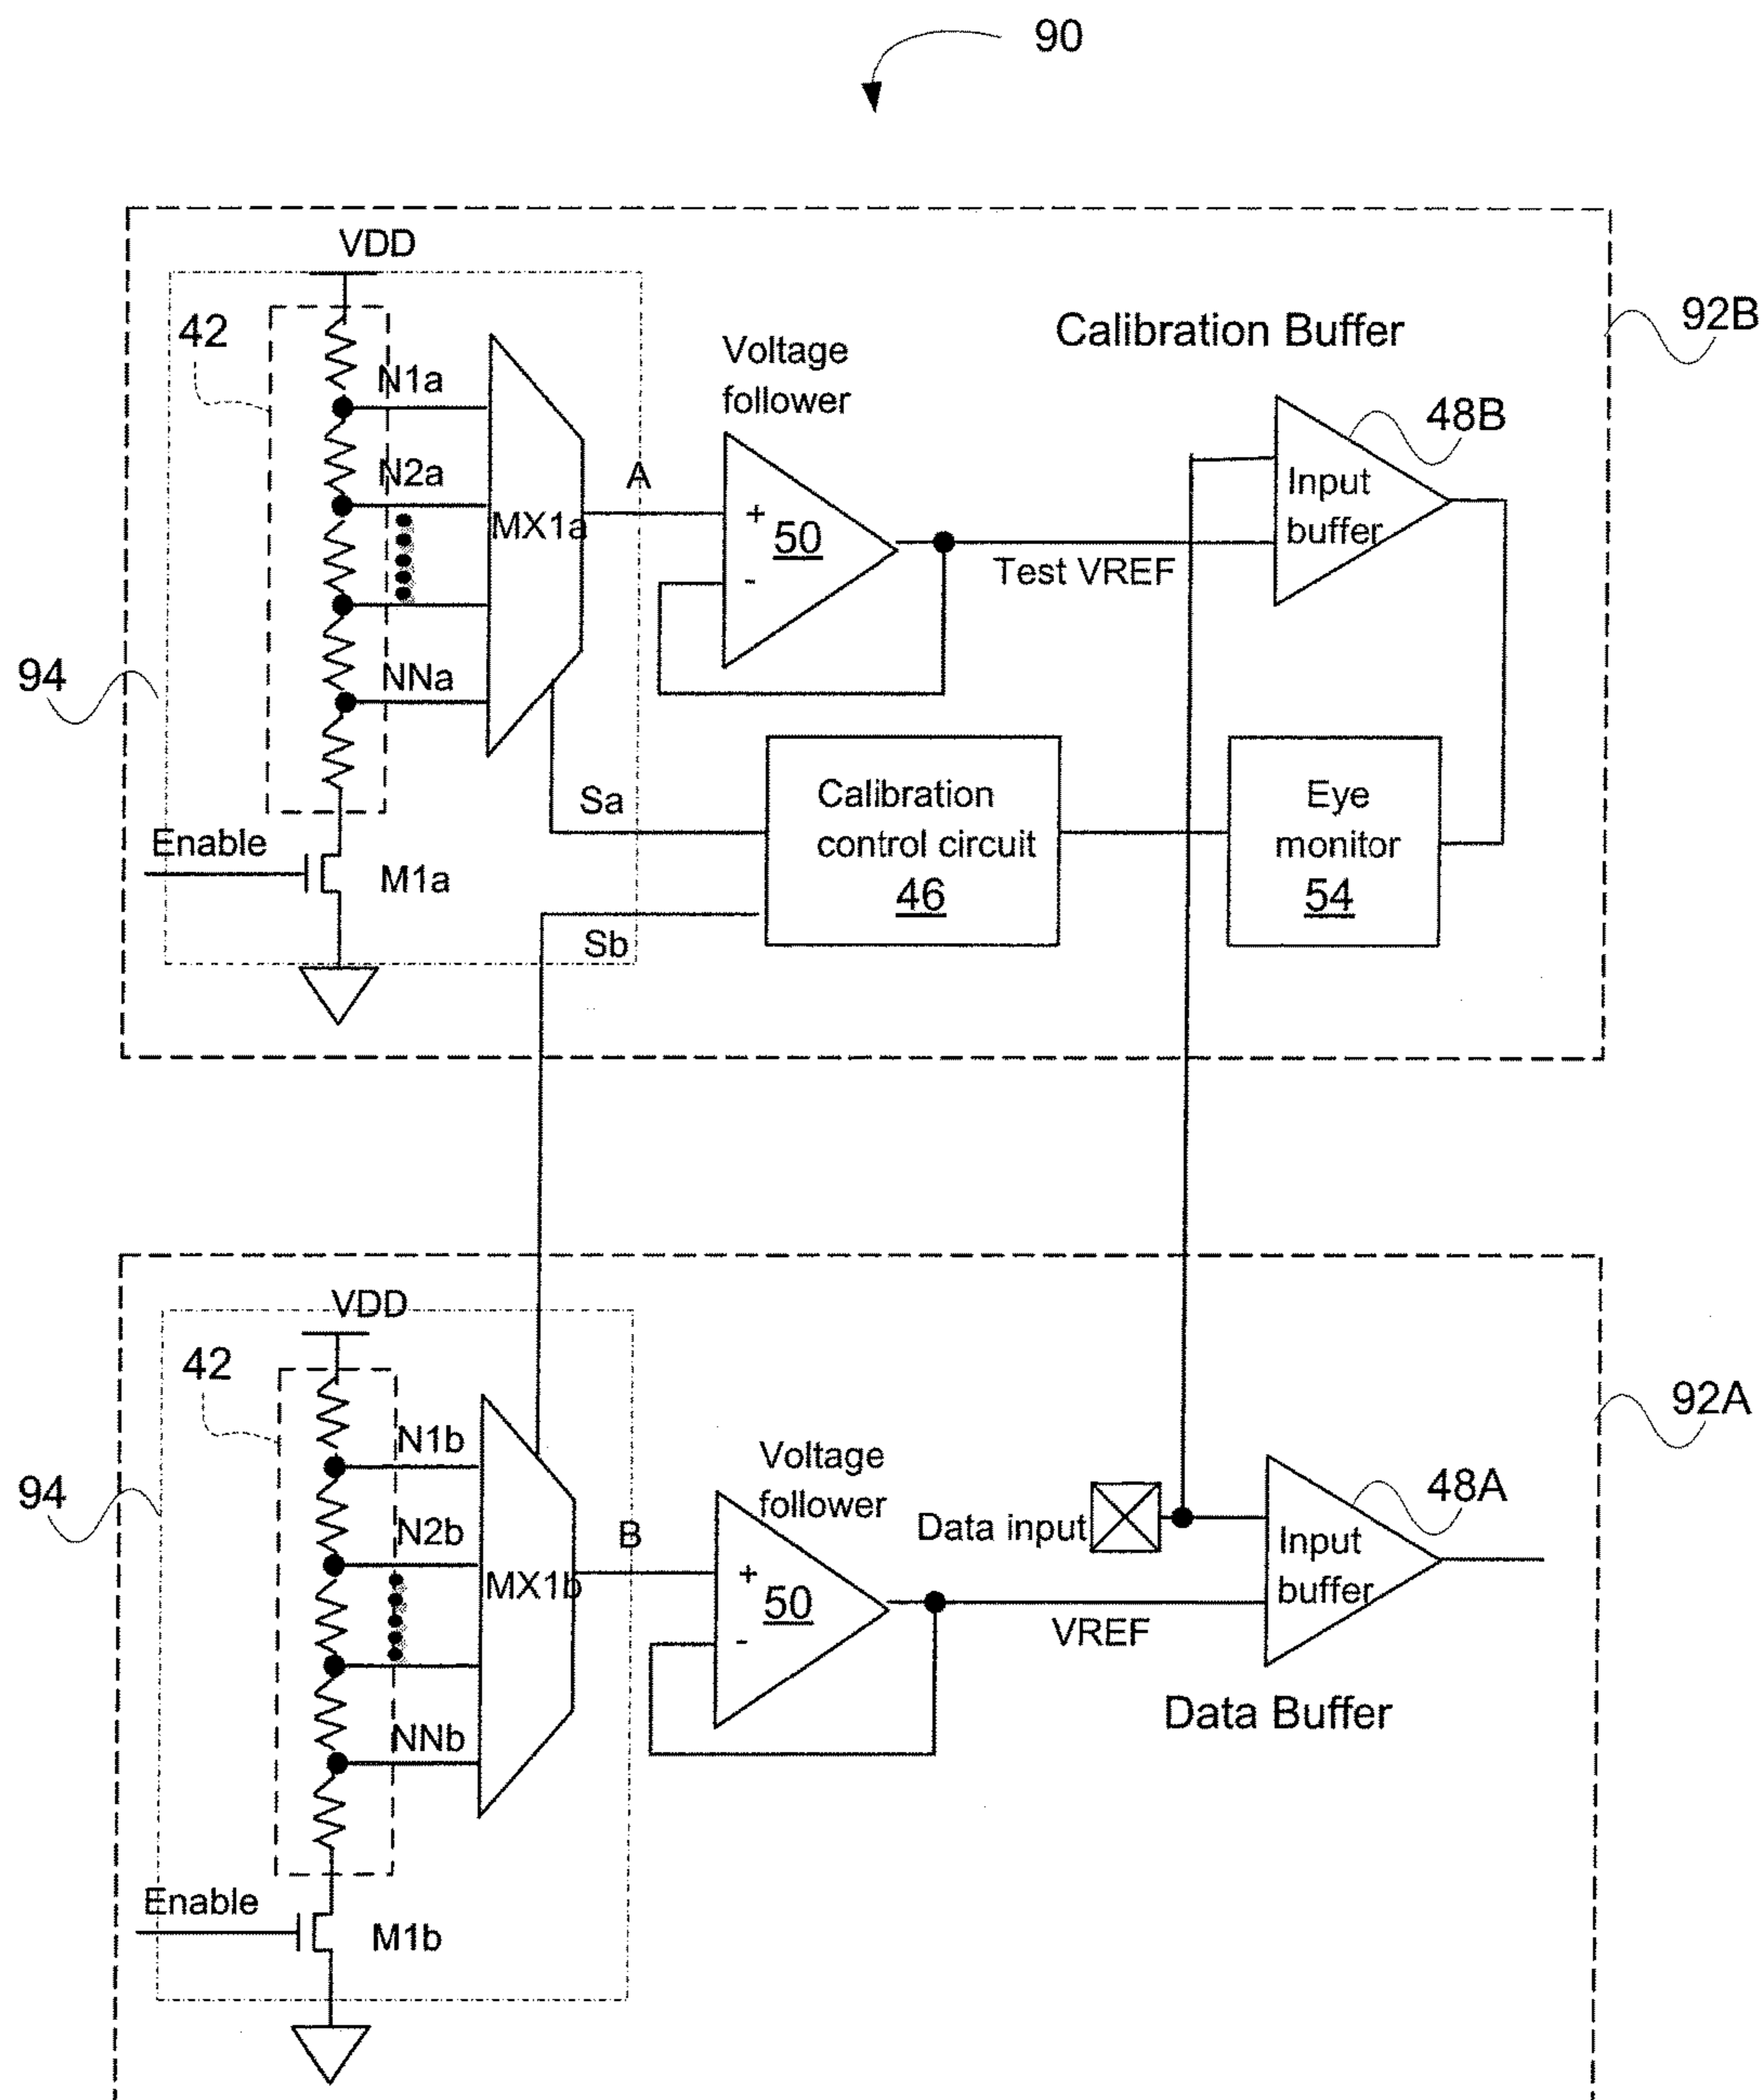 90
VDD
92B
42
N1a
Voltage
follower
Calibration Buffer
48B
N2a
A
MX1a
+
50
-
Input
buffer
Test VREF
94
NNa
Sa
Calibration
control circuit
46
Eye
monitor
54
Enable
M1a
Sb
VDD
42
92A
N1b
Voltage
follower
48A
94
N2b
B
Data input
MX1b
+
50
-
Input
buffer
VREF
NNb
Data Buffer
Enable
M1b